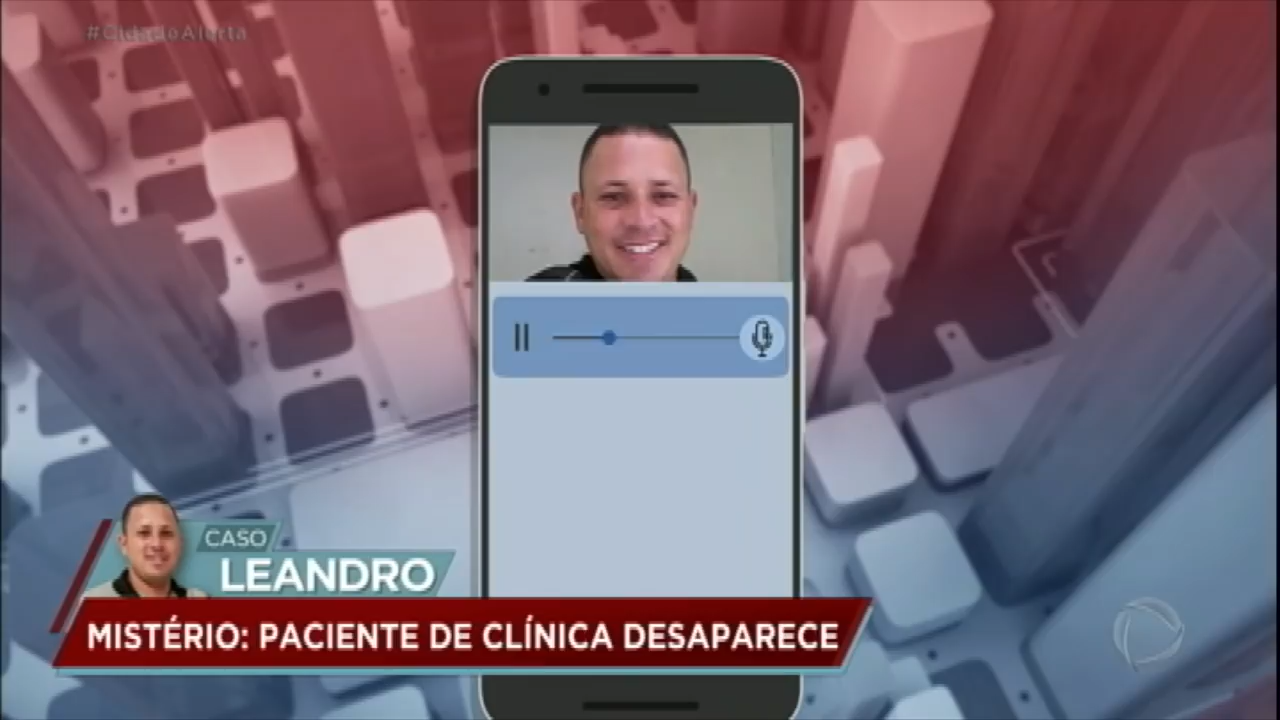 #CidadeAlerta
CASO
LEANDRO
MISTÉRIO: PACIENTE DE CLÍNICA DESAPARECE